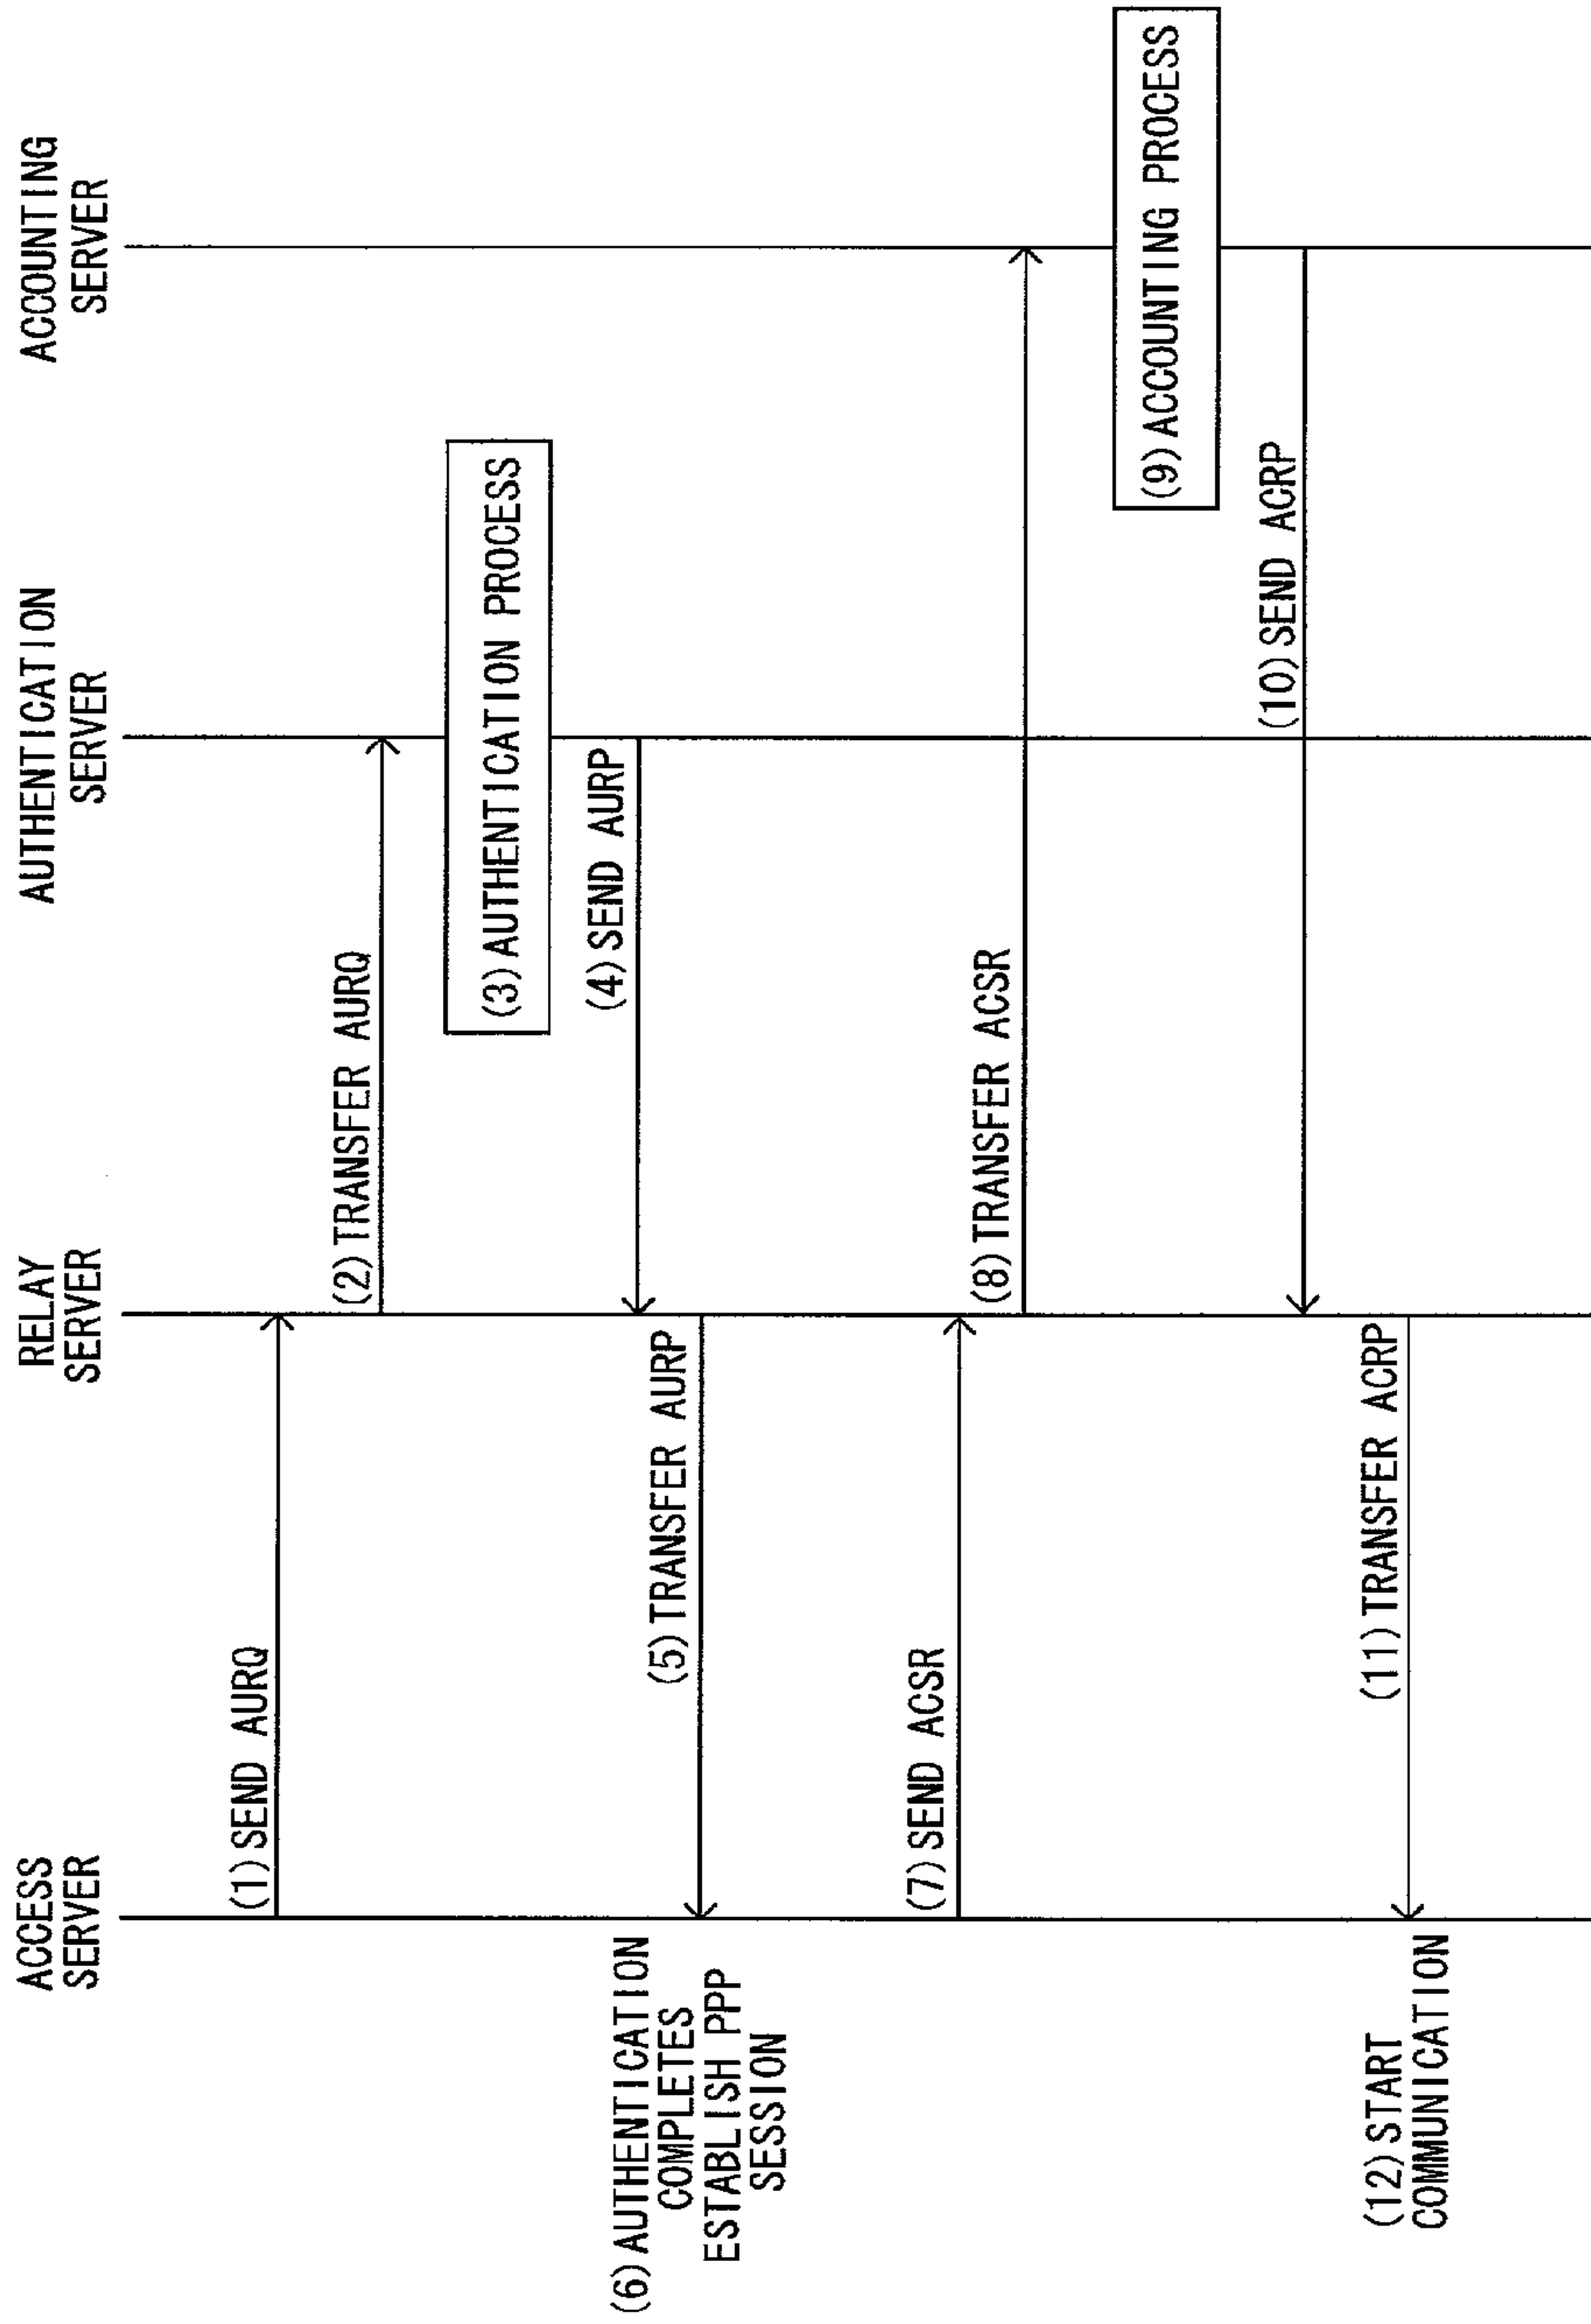 ACCESS
SERVER
RELAY
SERVER
AUTHENTICATION
SERVER
ACCOUNTING
SERVER
(1)SEND AURQ
(2)TRANSFER AURQ
(3)AUTHENTICATION PROCESS
(4)SEND AURP
(5)TRANSFER AURP
(6)AUTHENTICATION
COMPLETES
ESTABLISH PPP
SESSION
(7)SEND ACSR
(8)TRANSFER ACSR
(9)ACCOUNTING PROCESS
(10)SEND ACRP
(11)TRANSFER ACRP
(12)START
COMMUNICATION